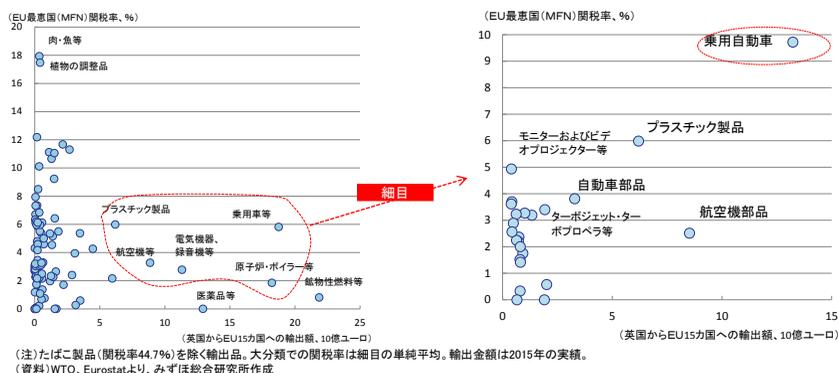 (EU最恵国(MFN)関税率、%)
20
18
16
14
12
10
8
6
4
2
0
肉・魚等
植物の調整品
プラスチック製品
乗用車等
航空機等
電気機器、
録音機等
原子炉・ボイラー等
鉱物性燃料等
医薬品等
0
5
10
15
20
25
(英国からEU15カ国への輸出額、10億ユーロ)
細目
(EU最恵国(MFN)関税率、%)
10
9
8
7
6
5
4
3
2
1
0
乗用自動車
プラスチック製品
モニターおよびビデ
オプロジェクター等
自動車部品
ターボジェット・ター
ボプロペラ等
航空機部品
0
5
10
15
(英国からEU15カ国への輸出額、10億ユーロ)
(注)たばこ製品(関税率44.7%)を除く輸出品。大分類での関税率は細目の単純平均。輸出金額は2015年の実績。
(資料)WTO、Eurostatより、みずほ総合研究所作成